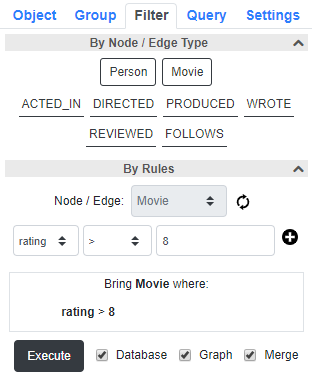 Object Group Filter Query Settings
By Node / Edge Type
Person Movie
ACTED_IN DIRECTED PRODUCED WROTE
REVIEWED FOLLOWS
By Rules
Node / Edge: Movie
rating > 8
Bring Movie where:
rating > 8
Execute Database Graph Merge